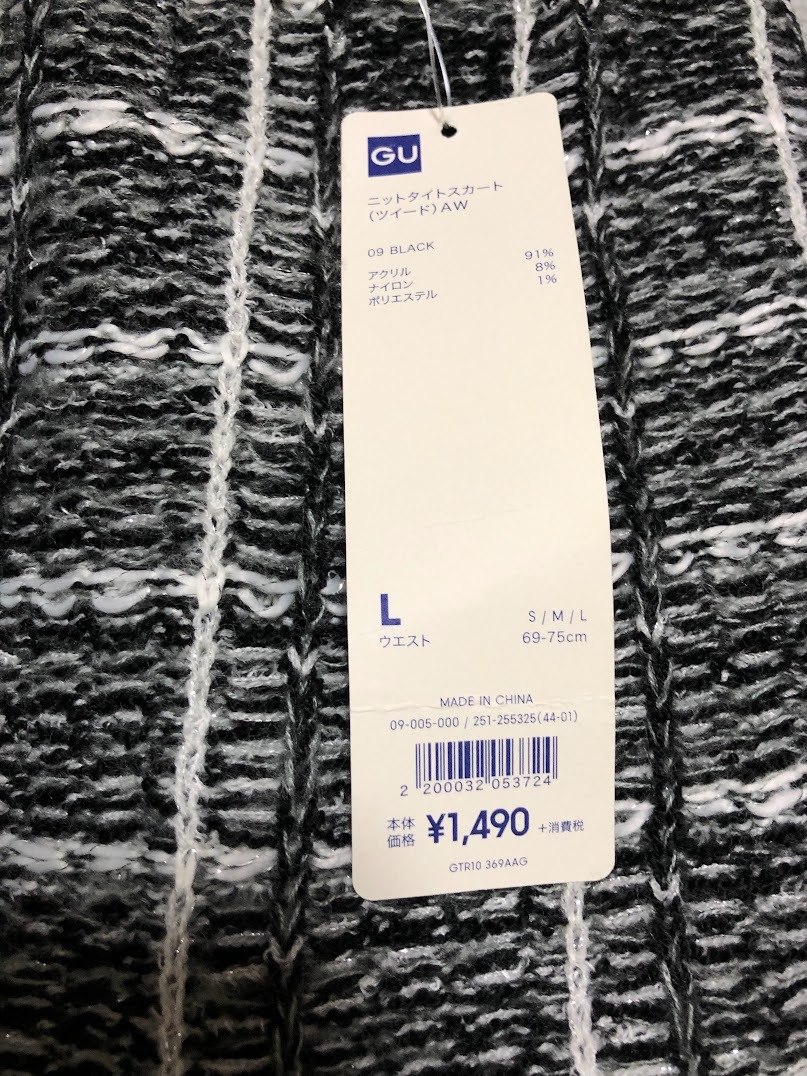 GU
ニットタイトスカート
(ツイード)AW
09 BLACK
アクリル 91%
ナイロン 8%
ポリエステル 1%
L S / M / L
ウエスト 69-75cm
MADE IN CHINA
09-005-000 / 251-255325(44-01)
2 200032 053724
本体価格 ¥1,490 +消費税
GTR10 369AAG